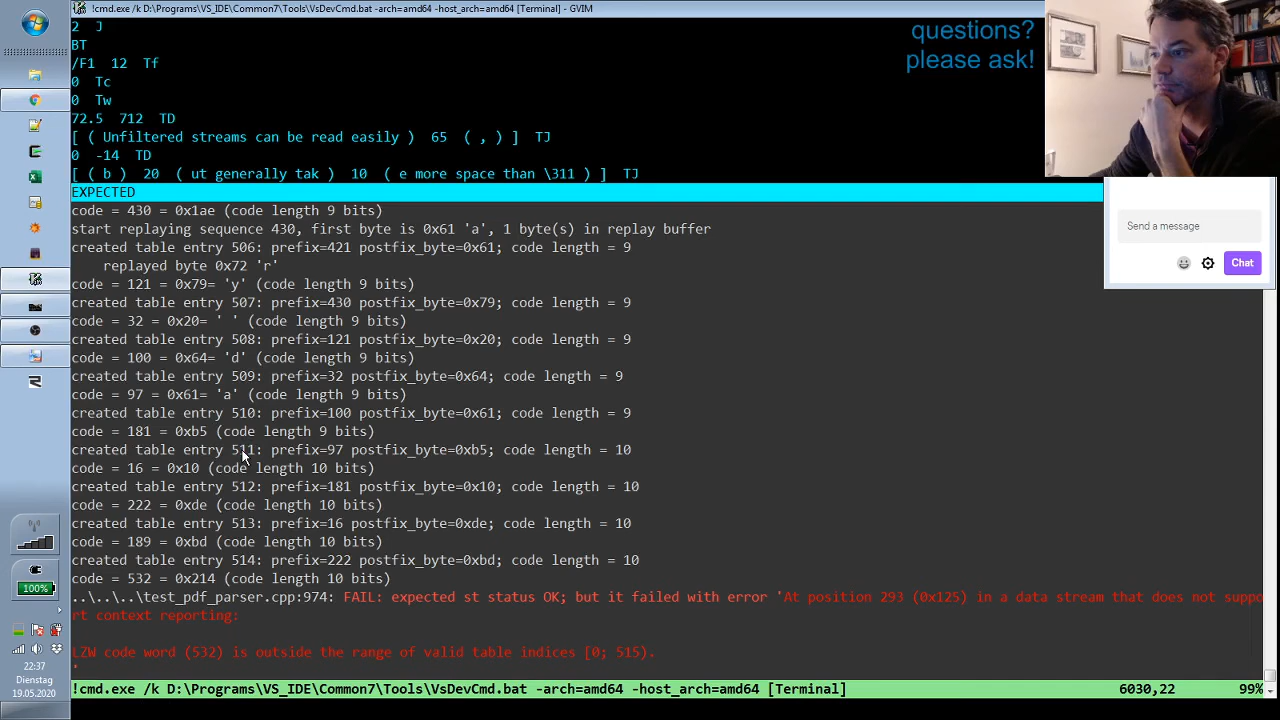 !cmd.exe /k D:\Programs\VS_IDE\Common7\Tools\VsDevCmd.bat -arch=amd64 -host_arch=amd64 [Terminal] - GVIM
2  J
BT
/F1  12  Tf
0  Tc
0  Tw
72.5  712  TD
[ ( Unfiltered streams can be read easily )  65  ( , ) ]  TJ
0  -14  TD
[ ( b )  20  ( ut generally tak )  10  ( e more space than \311 ) ]  TJ
EXPECTED
code = 430 = 0x1ae (code length 9 bits)
start replaying sequence 430, first byte is 0x61 'a', 1 byte(s) in replay buffer
created table entry 506: prefix=421 postfix_byte=0x61; code length = 9
replayed byte 0x72 'r'
code = 121 = 0x79= 'y' (code length 9 bits)
created table entry 507: prefix=430 postfix_byte=0x79; code length = 9
code = 32 = 0x20= ' ' (code length 9 bits)
created table entry 508: prefix=121 postfix_byte=0x20; code length = 9
code = 100 = 0x64= 'd' (code length 9 bits)
created table entry 509: prefix=32 postfix_byte=0x64; code length = 9
code = 97 = 0x61= 'a' (code length 9 bits)
created table entry 510: prefix=100 postfix_byte=0x61; code length = 9
code = 181 = 0xb5 (code length 9 bits)
created table entry 511: prefix=97 postfix_byte=0xb5; code length = 10
code = 16 = 0x10 (code length 10 bits)
created table entry 512: prefix=181 postfix_byte=0x10; code length = 10
code = 222 = 0xde (code length 10 bits)
created table entry 513: prefix=16 postfix_byte=0xde; code length = 10
code = 189 = 0xbd (code length 10 bits)
created table entry 514: prefix=222 postfix_byte=0xbd; code length = 10
code = 532 = 0x214 (code length 10 bits)
..\..\..\test_pdf_parser.cpp:974: FAIL: expected st status OK; but it failed with error 'At position 293 (0x125) in a data stream that does not suppo
rt context reporting:
LZW code word (532) is outside the range of valid table indices [0; 515).
'
!cmd.exe /k D:\Programs\VS_IDE\Common7\Tools\VsDevCmd.bat -arch=amd64 -host_arch=amd64 [Terminal]
6030,22
99%
questions?
please ask!
Send a message
Chat
100%
22:37
Dienstag
19.05.2020